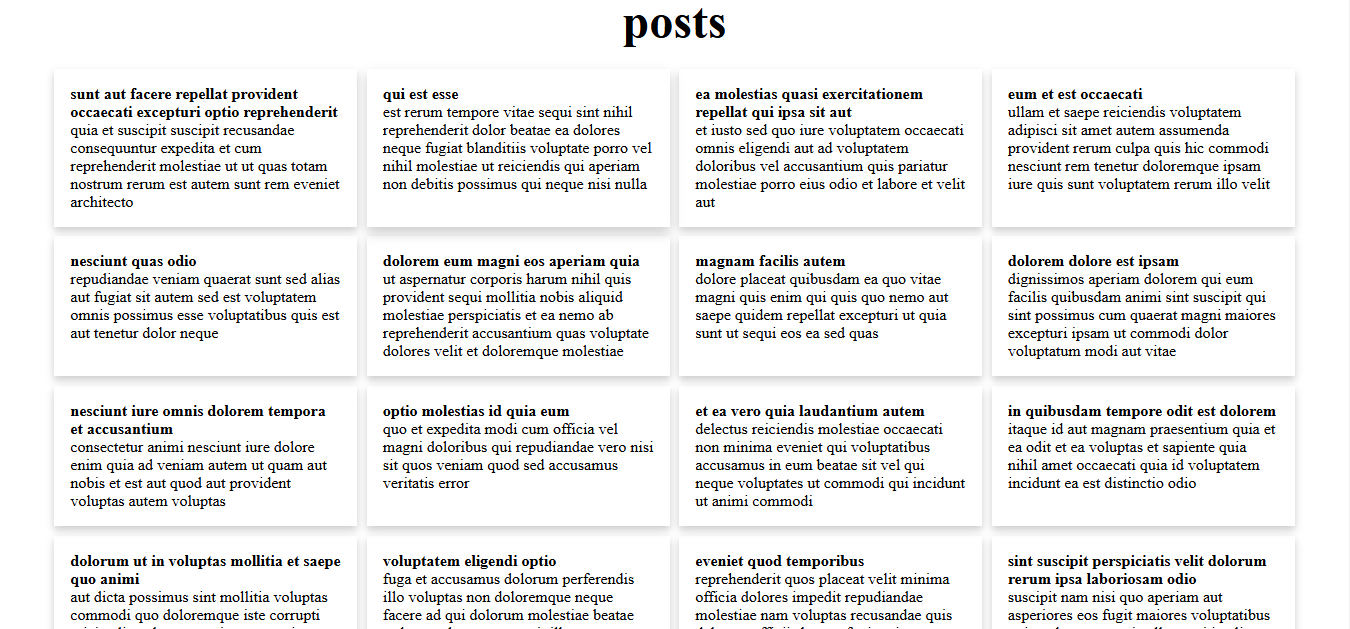 posts
sunt aut facere repellat provident
occaecati excepturi optio reprehenderit
quia et suscipit suscipit recusandae
consequuntur expedita et cum
reprehenderit molestiae ut ut quas totam
nostrum rerum est autem sunt rem eveniet
architecto
qui est esse
est rerum tempore vitae sequi sint nihil
reprehenderit dolor beatae ea dolores
neque fugiat blanditiis voluptate porro vel
nihil molestiae ut reiciendis qui aperiam
non debitis possimus qui neque nisi nulla
ea molestias quasi exercitationem
repellat qui ipsa sit aut
et iusto sed quo iure voluptatem occaecati
omnis eligendi aut ad voluptatem
doloribus vel accusantium quis pariatur
molestiae porro eius odio et labore et velit
aut
eum et est occaecati
ullam et saepe reiciendis voluptatem
adipisci sit amet autem assumenda
provident rerum culpa quis hic commodi
nesciunt rem tenetur doloremque ipsam
iure quis sunt voluptatem rerum illo velit
nesciunt quas odio
repudiandae veniam quaerat sunt sed alias
aut fugiat sit autem sed est voluptatem
omnis possimus esse voluptatibus quis est
aut tenetur dolor neque
dolorem eum magni eos aperiam quia
ut aspernatur corporis harum nihil quis
provident sequi mollitia nobis aliquid
molestiae perspiciatis et ea nemo ab
reprehenderit accusantium quas voluptate
dolores velit et doloremque molestiae
magnam facilis autem
dolore placeat quibusdam ea quo vitae
magni quis enim qui quis quo nemo aut
saepe quidem repellat excepturi ut quia
sunt ut sequi eos ea sed quas
dolorem dolore est ipsam
dignissimos aperiam dolorem qui eum
facilis quibusdam animi sint suscipit qui
sint possimus cum quaerat magni maiores
excepturi ipsam ut commodi dolor
voluptatum modi aut vitae
nesciunt iure omnis dolorem tempora
et accusantium
consectetur animi nesciunt iure dolore
enim quia ad veniam autem ut quam aut
nobis et est aut quod aut provident
voluptas autem voluptas
optio molestias id quia eum
quo et expedita modi cum officia vel
magni doloribus qui repudiandae vero nisi
sit quos veniam quod sed accusamus
veritatis error
et ea vero quia laudantium autem
delectus reiciendis molestiae occaecati
non minima eveniet qui voluptatibus
accusamus in eum beatae sit vel qui
neque voluptates ut commodi qui incidunt
ut animi commodi
in quibusdam tempore odit est dolorem
itaque id aut magnam praesentium quia et
ea odit et ea voluptas et sapiente quia
nihil amet occaecati quia id voluptatem
incidunt ea est distinctio odio
dolorum ut in voluptas mollitia et saepe
quo animi
aut dicta possimus sint mollitia voluptas
commodi quo doloremque iste corrupti
voluptatem eligendi optio
fuga et accusamus dolorum perferendis
illo voluptas non doloremque neque
facere ad qui dolorum molestiae beatae
eveniet quod temporibus
reprehenderit quos placeat velit minima
officia dolores impedit repudiandae
molestiae nam voluptas recusandae quis
sint suscipit perspiciatis velit dolorum
rerum ipsa laboriosam odio
suscipit nam nisi quo aperiam aut
asperiores eos fugit maiores voluptatibus